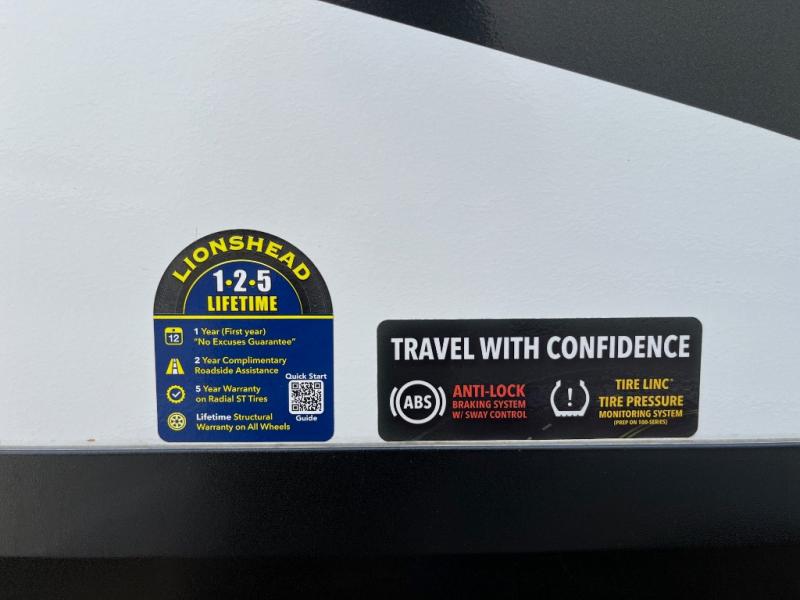 LIONSHEAD
1•2•5
LIFETIME
12
1 Year (First year)
"No Excuses Guarantee"
2 Year Complimentary
Roadside Assistance
5 Year Warranty
on Radial ST Tires
Lifetime Structural
Warranty on All Wheels
Quick Start
Guide
TRAVEL WITH CONFIDENCE
ABS
ANTI-LOCK
BRAKING SYSTEM
W/ SWAY CONTROL
!
TIRE LINC™
TIRE PRESSURE
MONITORING SYSTEM
(PREP ON 100-SERIES)